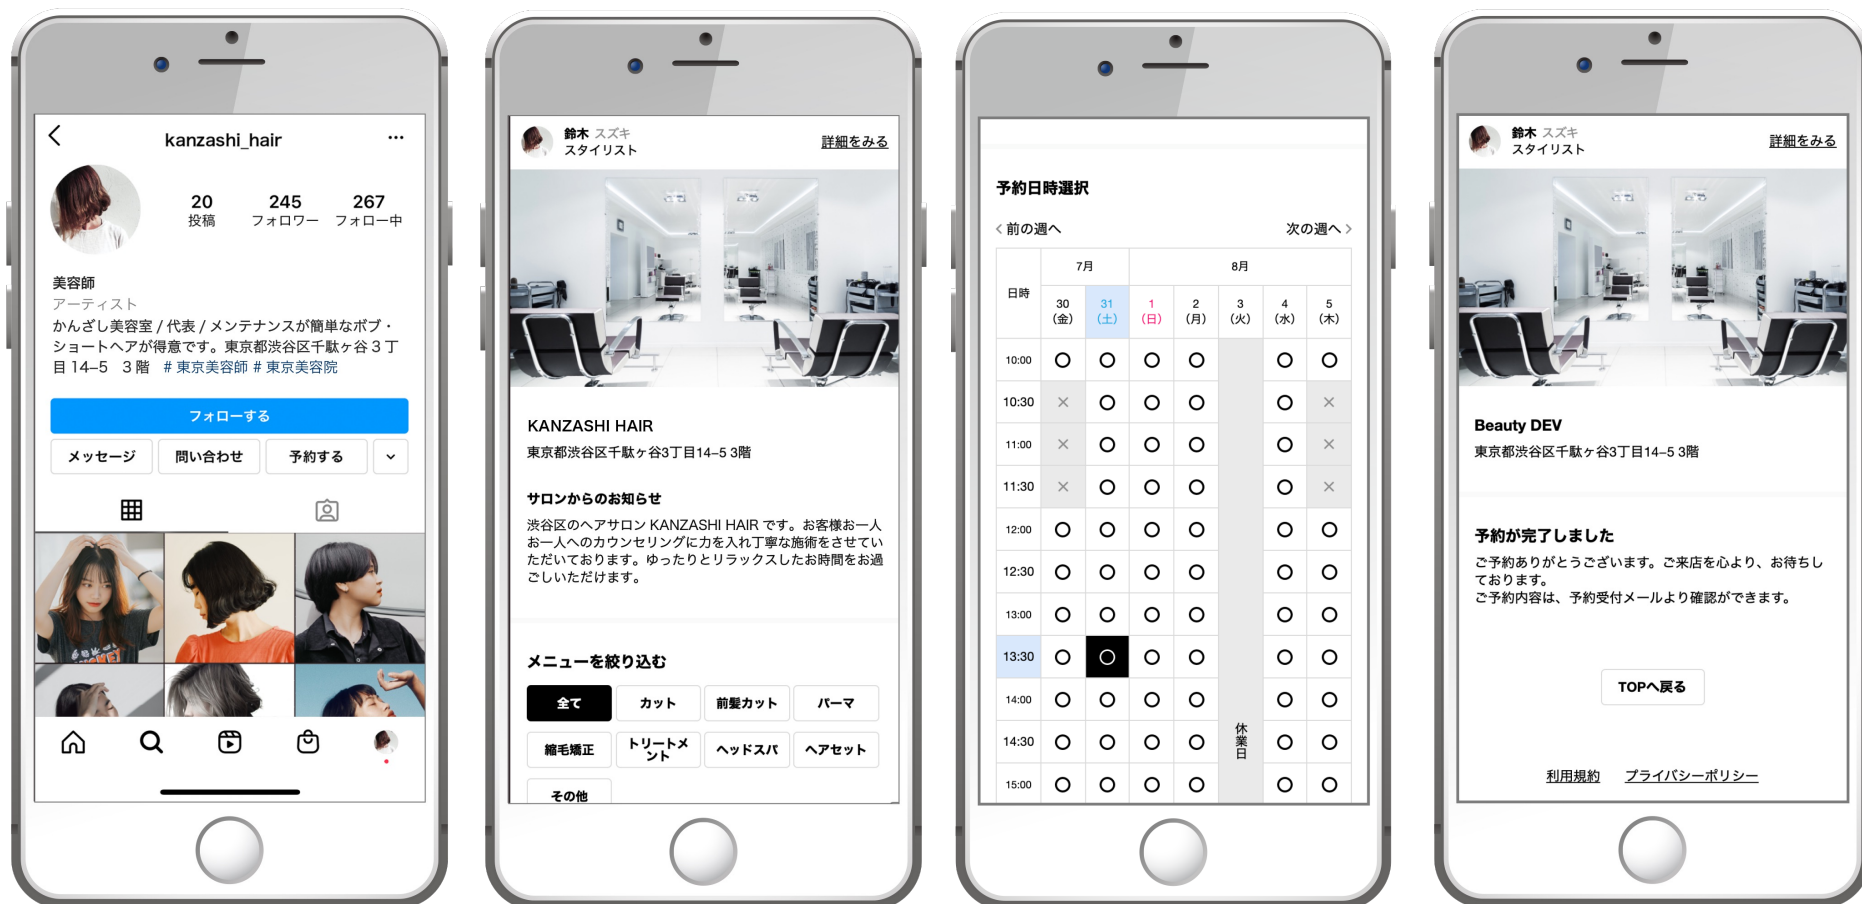 kanzashi_hair
20 245 267
投稿 フォロワー フォロー中
美容師
アーティスト
かんざし美容室 / 代表 / メンテナンスが簡単なボブ・
ショートヘアが得意です。東京都渋谷区千駄ヶ谷 3 丁
目 14–5 3 階 # 東京美容師 # 東京美容院
フォローする
メッセージ 問い合わせ 予約する
鈴木 スズキ
スタイリスト
詳細をみる
KANZASHI HAIR
東京都渋谷区千駄ヶ谷3丁目14–5 3階
サロンからのお知らせ
渋谷区のヘアサロン KANZASHI HAIR です。お客様お一人
お一人へのカウンセリングに力を入れ丁寧な施術をさせてい
ただいております。ゆったりとリラックスしたお時間をお過
ごしいただけます。
メニューを絞り込む
全て カット 前髪カット パーマ
縮毛矯正 トリートメ
ント ヘッドスパ ヘアセット
その他
予約日時選択
< 前の週へ 次の週へ >
日時 7月 8月
30 31 1 2 3 4 5
(金) (土) (日) (月) (火) (水) (木)
10:00 ○ ○ ○ ○ ○ ○
10:30 × ○ ○ ○ ○ ×
11:00 × ○ ○ ○ ○ ×
11:30 × ○ ○ ○ ○ ×
12:00 ○ ○ ○ ○ ○ ○
12:30 ○ ○ ○ ○ ○ ○
13:00 ○ ○ ○ ○ ○ ○
13:30 ○ ○ ○ ○ ○ ○
14:00 ○ ○ ○ ○ ○ ○
14:30 ○ ○ ○ ○ 休業日 ○ ○
15:00 ○ ○ ○ ○ ○ ○
鈴木 スズキ
スタイリスト
詳細をみる
Beauty DEV
東京都渋谷区千駄ヶ谷3丁目14–5 3階
予約が完了しました
ご予約ありがとうございます。ご来店を心より、お待ちし
ております。
ご予約内容は、予約受付メールより確認ができます。
TOPへ戻る
利用規約 プライバシーポリシー